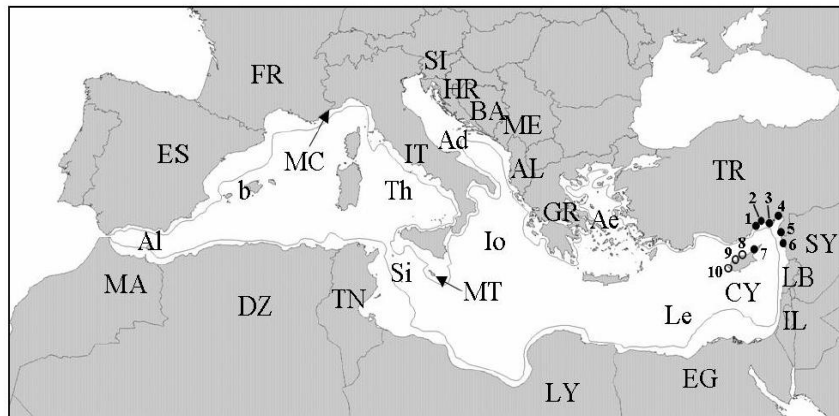 SI
FR
HR
BA
ME
Ad
MC
IT
AL
ES
TR
b
Th
GR
Ae
2 3 4
1
5
6
SY
Al
Io
8
9
7
10
Si
MA
MT
CY
LB
DZ
TN
Le
IL
LY
EG